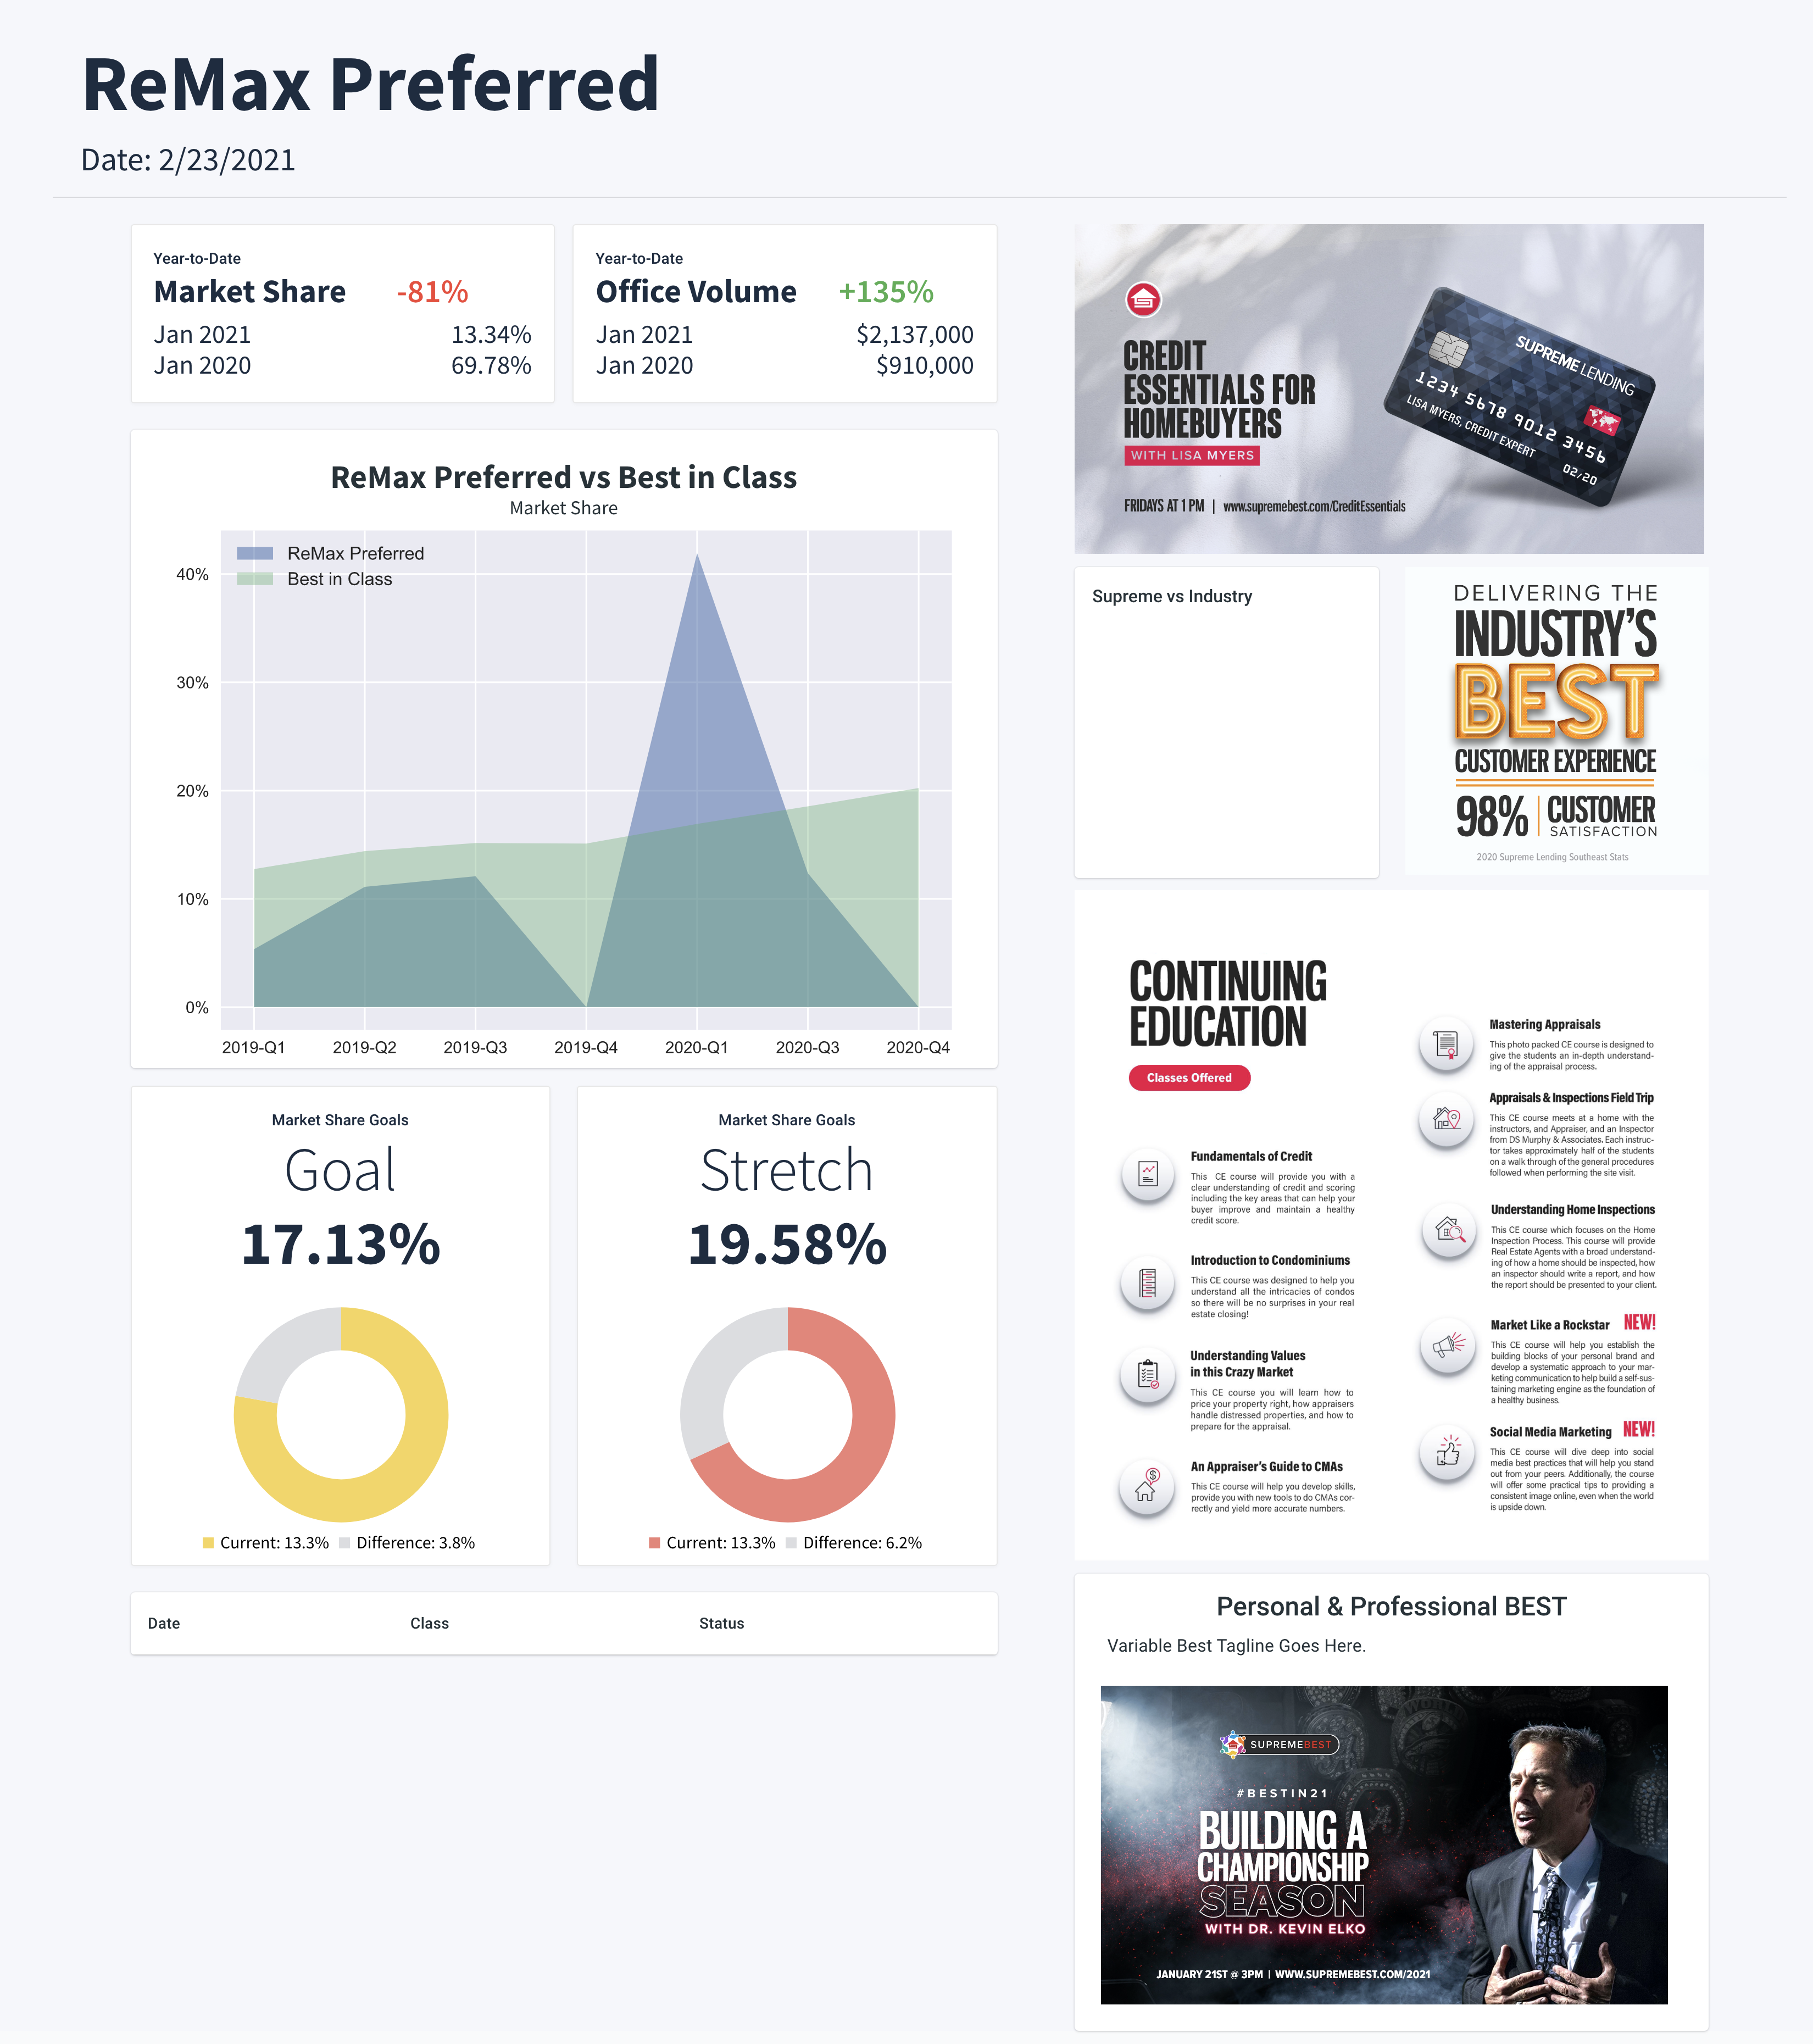 ReMax Preferred
Date: 2/23/2021
Year-to-Date
Market Share -81%
Jan 2021 13.34%
Jan 2020 69.78%
Year-to-Date
Office Volume +135%
Jan 2021 $2,137,000
Jan 2020 $910,000
ReMax Preferred vs Best in Class
Market Share
ReMax Preferred
Best in Class
40%
30%
20%
10%
0%
2019-Q1 2019-Q2 2019-Q3 2019-Q4 2020-Q1 2020-Q3 2020-Q4
Market Share Goals
Goal
17.13%
Current: 13.3% Difference: 3.8%
Market Share Goals
Stretch
19.58%
Current: 13.3% Difference: 6.2%
Date Class Status
CREDIT
ESSENTIALS FOR
HOMEBUYERS
WITH LISA MYERS
FRIDAYS AT 1 PM | www.supremebest.com/CreditEssentials
SUPREME LENDING
1234 5678 9012 3456
LISA MYERS, CREDIT EXPERT
02/20
Supreme vs Industry
DELIVERING THE
INDUSTRY'S
BEST
CUSTOMER EXPERIENCE
98% | CUSTOMER
SATISFACTION
2020 Supreme Lending Southeast Stats
CONTINUING
EDUCATION
Classes Offered
Fundamentals of Credit
This CE course will provide you with a
clear understanding of credit and scoring
including the key areas that can help your
buyer improve and maintain a healthy
credit score.
Introduction to Condominiums
This CE course was designed to help you
understand all the intricacies of condos
so there will be no surprises in your real
estate closing!
Understanding Values
in this Crazy Market
This CE course you will learn how to
price your property right, how appraisers
handle distressed properties, and how to
prepare for the appraisal.
An Appraiser's Guide to CMAs
This CE course will help you develop skills,
provide you with new tools to do CMAs cor-
rectly and yield more accurate numbers.
Mastering Appraisals
This photo packed CE course is designed to
give the students an in-depth understand-
ing of the appraisal process.
Appraisals & Inspections Field Trip
This CE course meets at a home with the
instructors, and Appraiser, and an Inspector
from DS Murphy & Associates. Each instruc-
tor takes approximately half of the students
on a walk through of the general procedures
followed when performing the site visit.
Understanding Home Inspections
This CE course which focuses on the Home
Inspection Process. This course will provide
Real Estate Agents with a broad understand-
ing of how a home should be inspected, how
an inspector should write a report, and how
the report should be presented to your client.
Market Like a Rockstar NEW!
This CE course will help you establish the
building blocks of your personal brand and
develop a systematic approach to your mar-
keting communication to help build a self-sus-
taining marketing engine as the foundation of
a healthy business.
Social Media Marketing NEW!
This CE course will dive deep into social
media best practices that will help you stand
out from your peers. Additionally, the course
will offer some practical tips to providing a
consistent image online, even when the world
is upside down.
Personal & Professional BEST
Variable Best Tagline Goes Here.
SUPREMEBEST
#BESTIN21
BUILDING A
CHAMPIONSHIP
SEASON
WITH DR. KEVIN ELKO
JANUARY 21ST @ 3PM | WWW.SUPREMEBEST.COM/2021